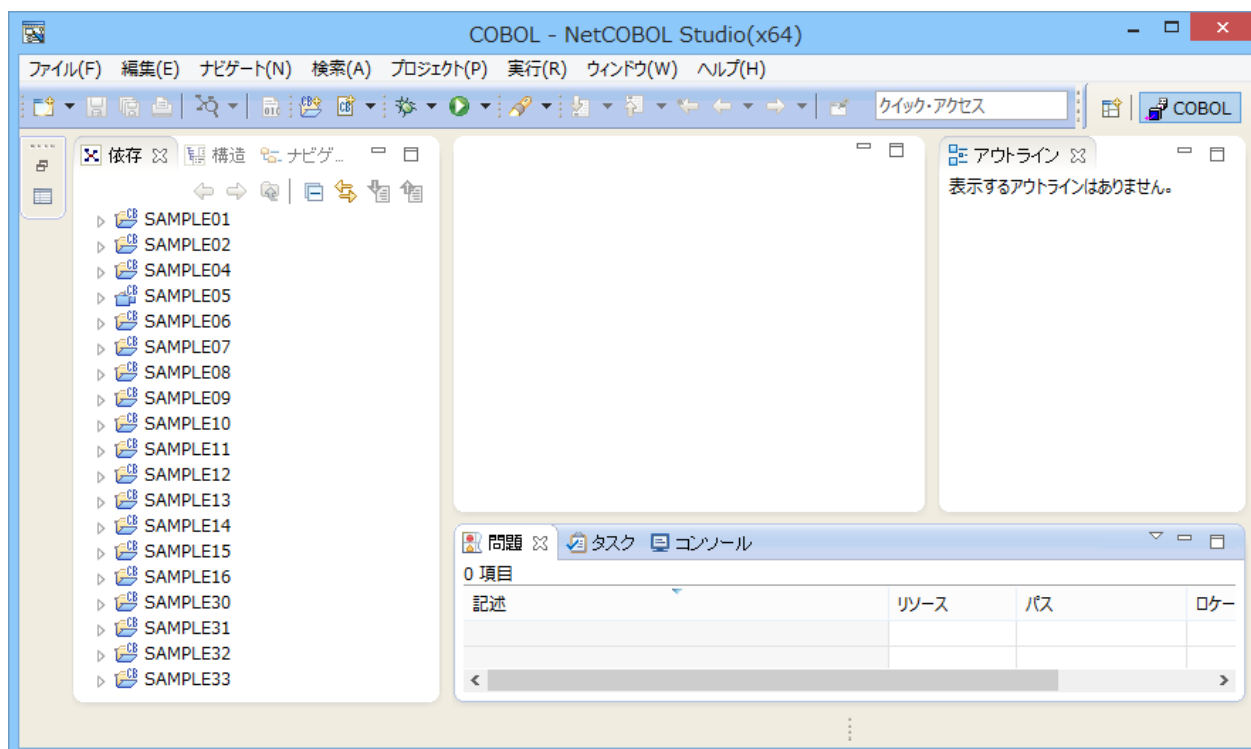 COBOL - NetCOBOL Studio(x64)
ファイル(F) 編集(E) ナビゲート(N) 検索(A) プロジェクト(P) 実行(R) ウィンドウ(W) ヘルプ(H)
クイック・アクセス
COBOL
依存 構造 ナビゲ...
SAMPLE01
SAMPLE02
SAMPLE04
SAMPLE05
SAMPLE06
SAMPLE07
SAMPLE08
SAMPLE09
SAMPLE10
SAMPLE11
SAMPLE12
SAMPLE13
SAMPLE14
SAMPLE15
SAMPLE16
SAMPLE30
SAMPLE31
SAMPLE32
SAMPLE33
アウトライン
表示するアウトラインはありません。
問題 タスク コンソール
0 項目
記述 リソース パス ロケー